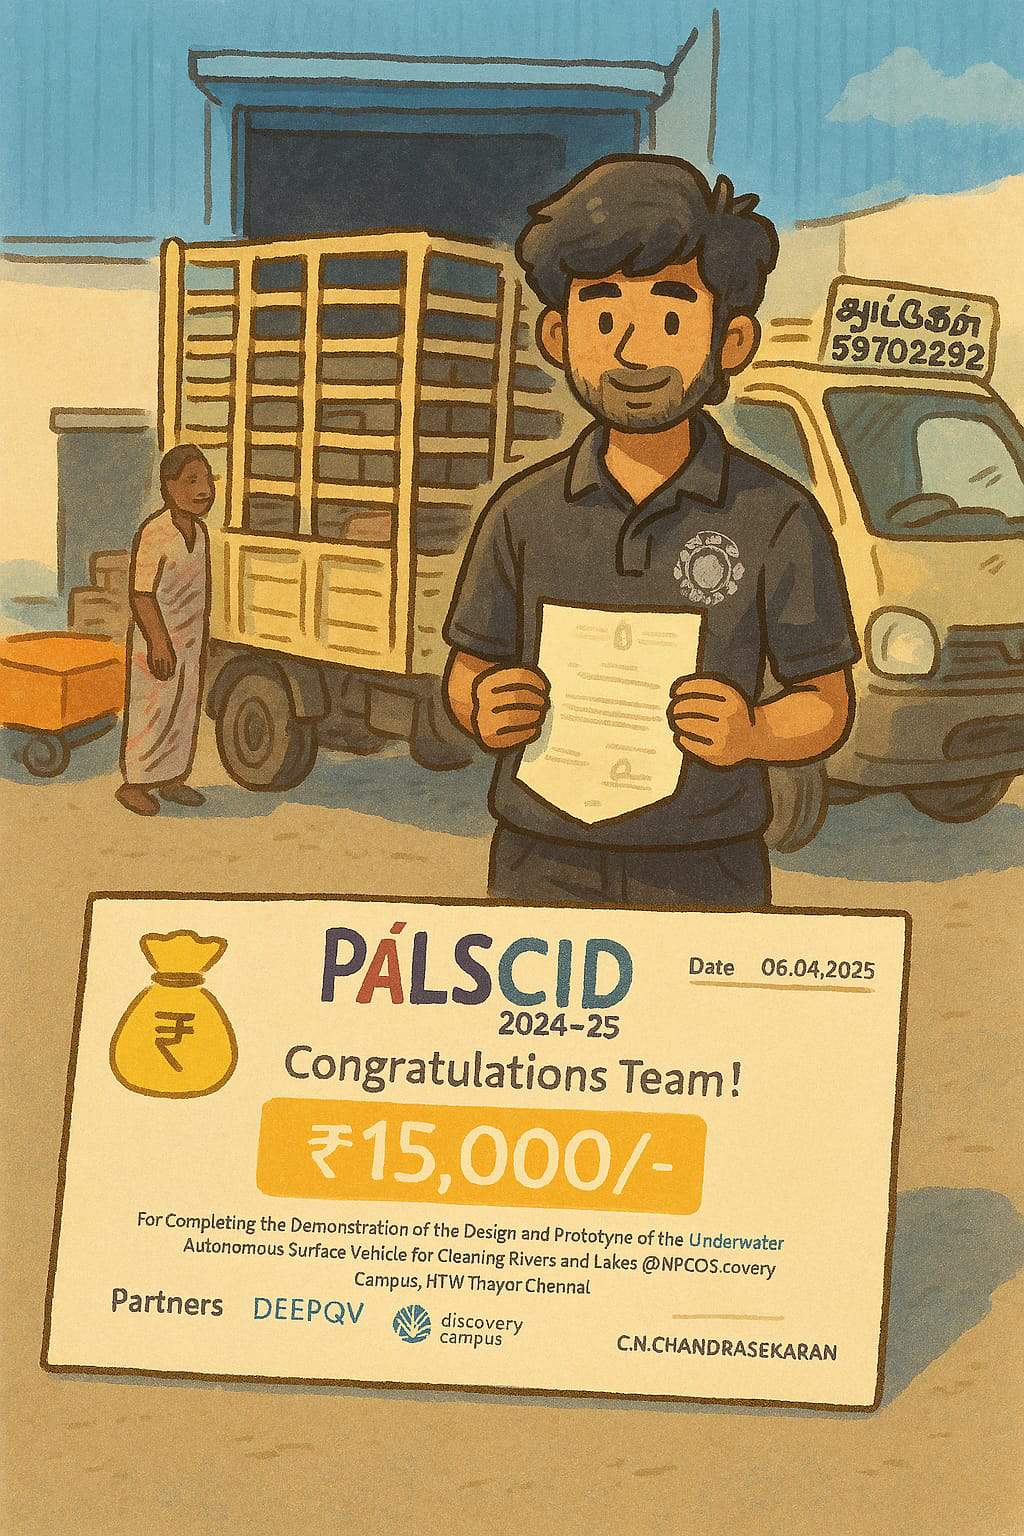 ஆட்டுதேன்
59702292
PÁLSCID
2024-25
Date 06.04,2025
Congratulations Team!
₹15,000/-
For Completing the Demonstration of the Design and Prototyne of the Underwater
Autonomous Surface Vehicle for Cleaning Rivers and Lakes @NPCOS.covery
Campus, HTW Thayor Chennal
Partners DEEPQV discovery
campus
C.N.CHANDRASEKARAN